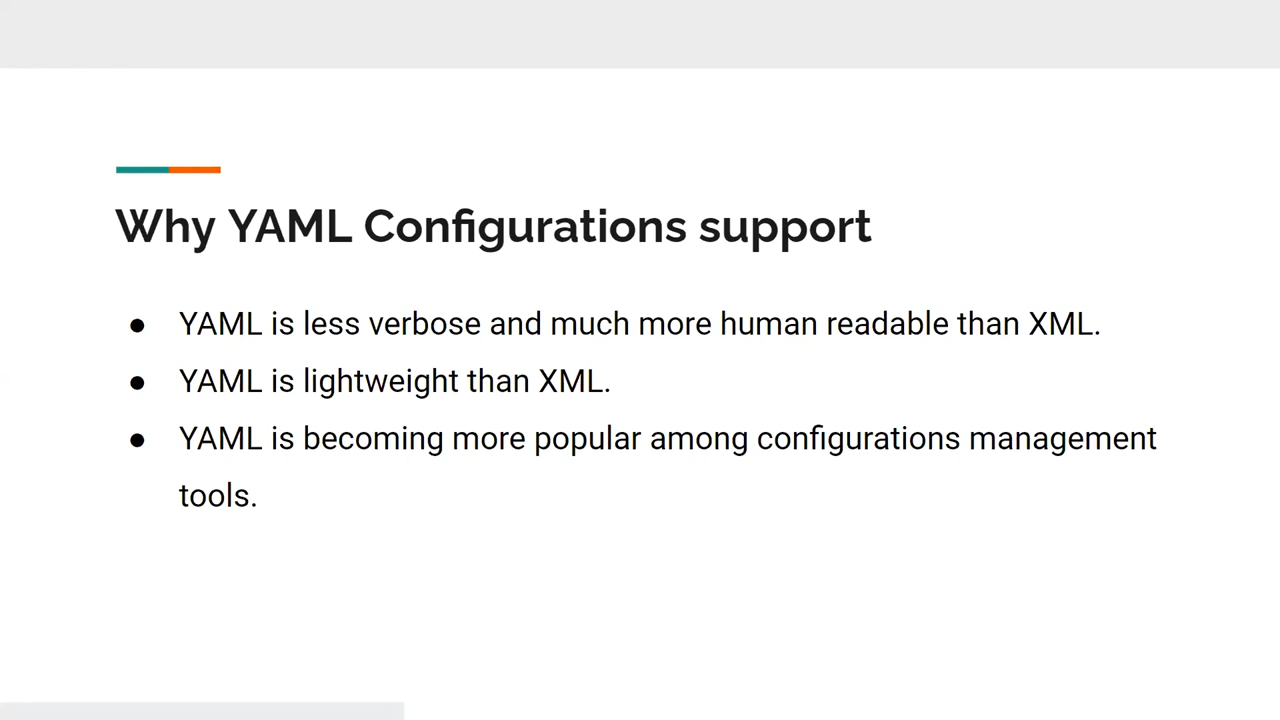 Why YAML Configurations support
● YAML is less verbose and much more human readable than XML.
● YAML is lightweight than XML.
● YAML is becoming more popular among configurations management
tools.